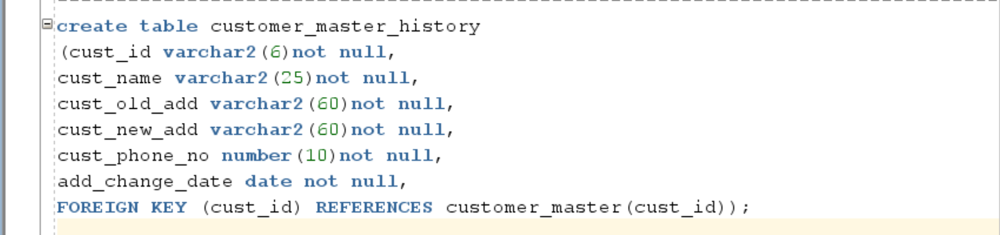 create table customer_master_history
(cust_id varchar2(6)not null,
cust_name varchar2(25)not null,
cust_old_add varchar2(60)not null,
cust_new_add varchar2(60)not null,
cust_phone_no number(10)not null,
add_change_date date not null,
FOREIGN KEY (cust_id) REFERENCES customer_master(cust_id));